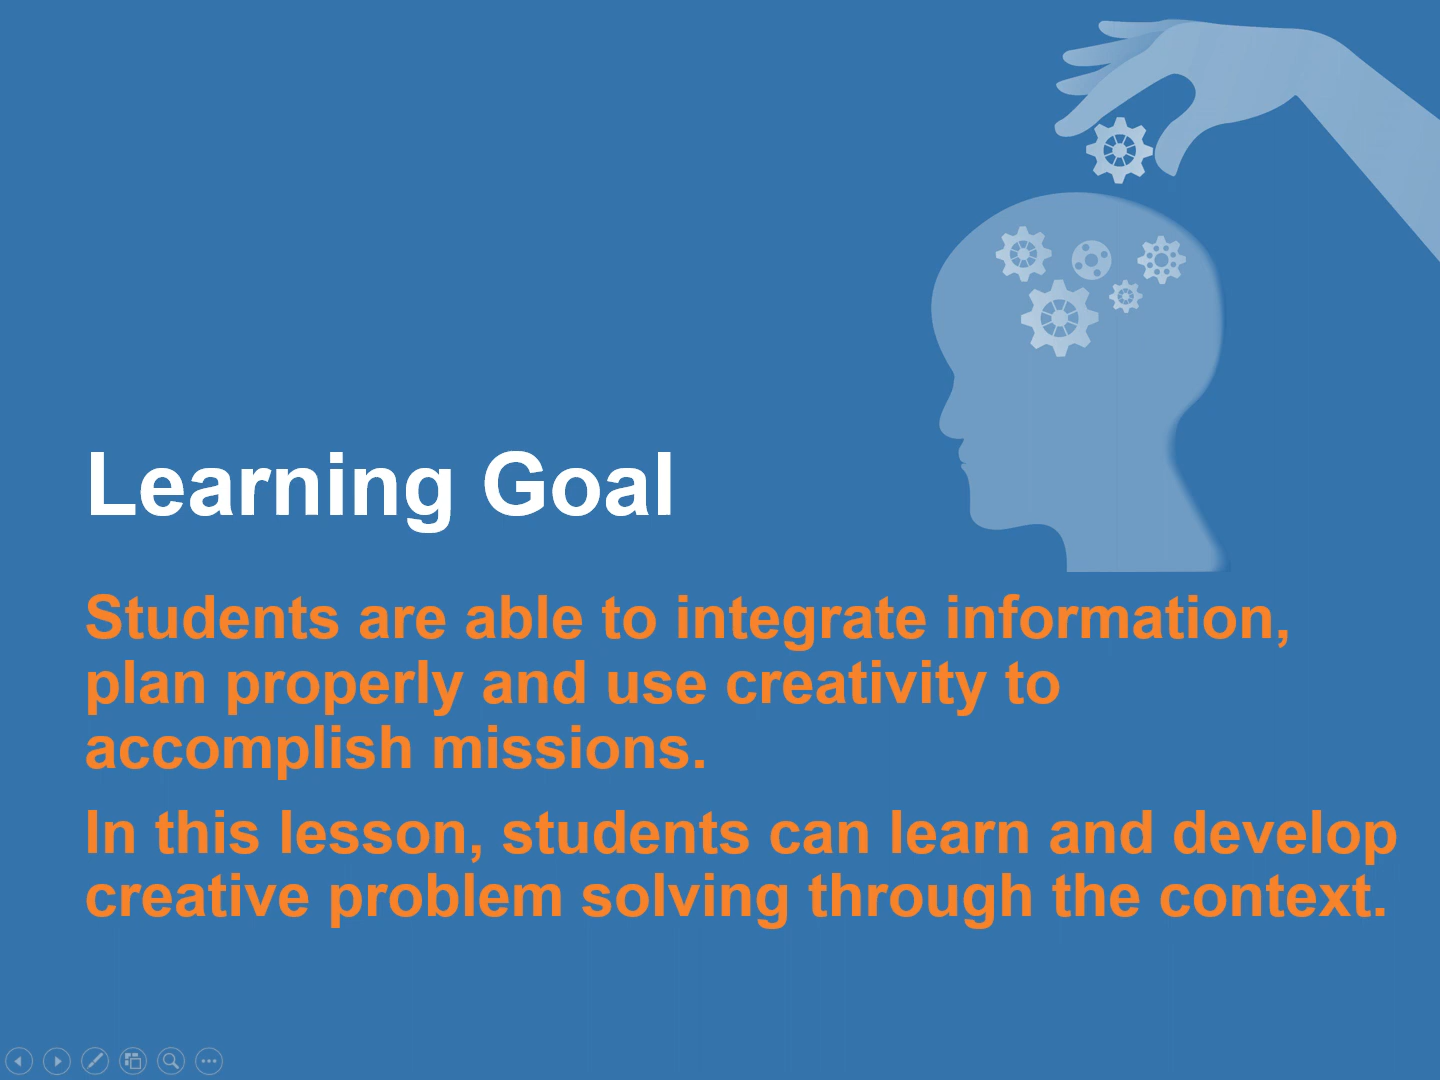 Learning Goal
Students are able to integrate information,
plan properly and use creativity to
accomplish missions.
In this lesson, students can learn and develop
creative problem solving through the context.